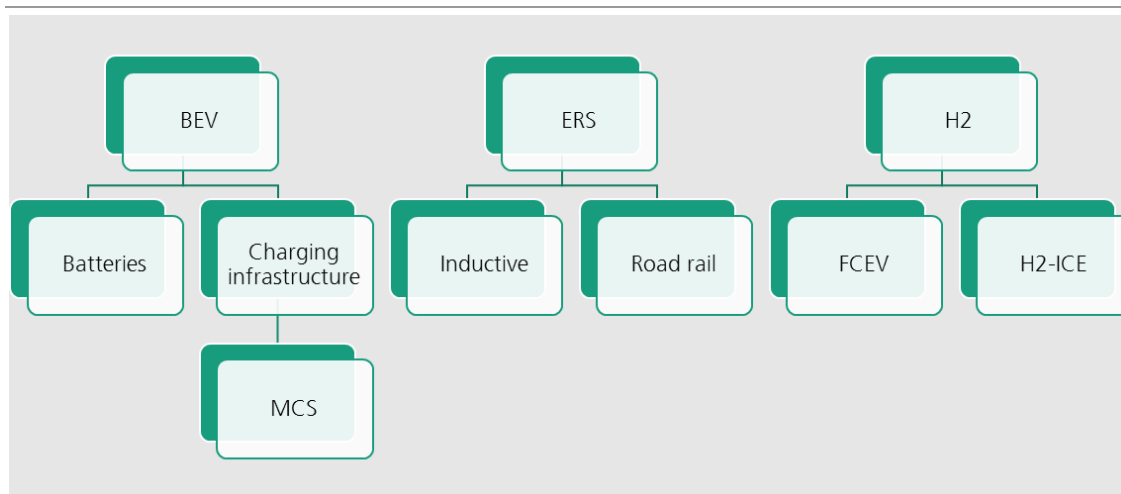 BEV
ERS
H2
Batteries
Charging
infrastructure
Inductive
Road rail
FCEV
H2-ICE
MCS